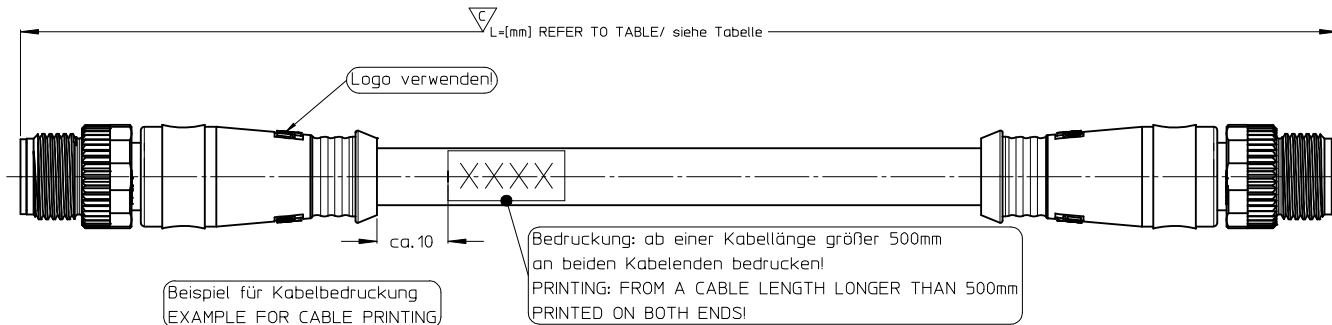 C
L=[mm] REFER TO TABLE/ siehe Tabelle
Logo verwenden!
XXXX
ca.10
Bedruckung: ab einer Kabellänge größer 500mm
an beiden Kabelenden bedrucken!
PRINTING: FROM A CABLE LENGTH LONGER THAN 500mm
PRINTED ON BOTH ENDS!
Beispiel für Kabelbedruckung
EXAMPLE FOR CABLE PRINTING